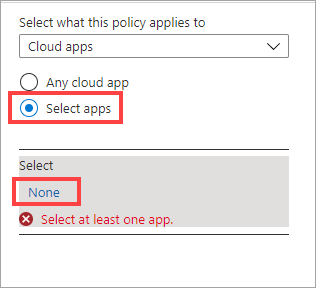 Select what this policy applies to
Cloud apps
Any cloud app
Select apps
Select
None
Select at least one app.